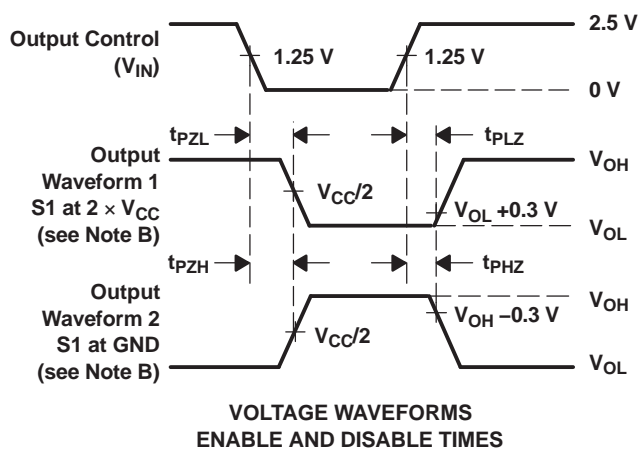 2.5 V
Output Control
(VIN)
1.25 V
1.25 V
0 V
tPZL
tPLZ
Output
Waveform 1
S1 at 2 × VCC
(see Note B)
VOH
VCC/2
VOL +0.3 V
VOL
tPZH
tPHZ
Output
Waveform 2
S1 at GND
(see Note B)
VOH
VOH −0.3 V
VCC/2
VOL
VOLTAGE WAVEFORMS
ENABLE AND DISABLE TIMES